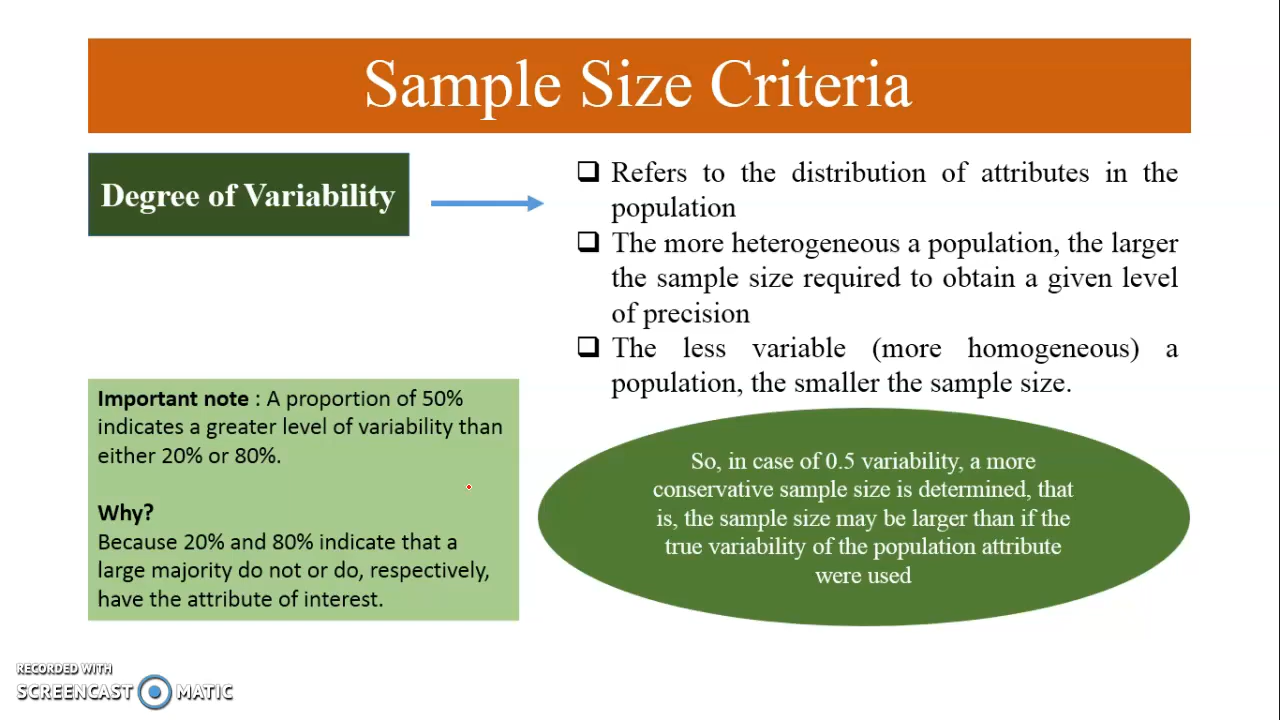 Sample Size Criteria
Degree of Variability
Refers to the distribution of attributes in the
population
The more heterogeneous a population, the larger
the sample size required to obtain a given level
of precision
The less variable (more homogeneous) a
population, the smaller the sample size.
Important note : A proportion of 50%
indicates a greater level of variability than
either 20% or 80%.
Why?
Because 20% and 80% indicate that a
large majority do not or do, respectively,
have the attribute of interest.
So, in case of 0.5 variability, a more
conservative sample size is determined, that
is, the sample size may be larger than if the
true variability of the population attribute
were used
RECORDED WITH
SCREENCAST MATIC